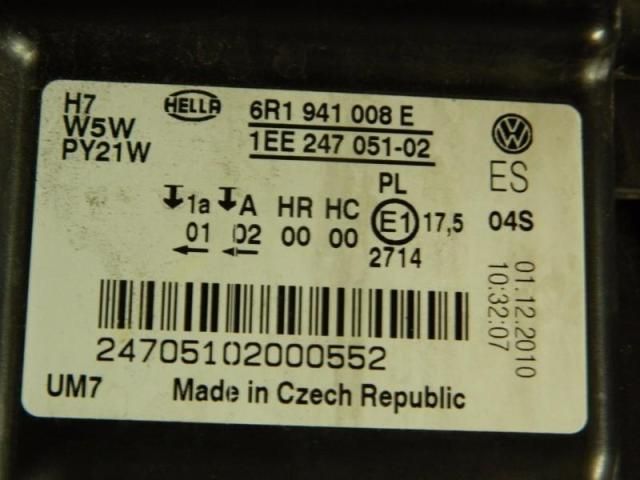 H7
W5W
PY21W
HELLA
6R1 941 008 E
1EE 247 051-02
VW
ES
04S
PL
1a A HR HC E1 17,5
01 02 00 00
2714
01.12.2010
10:32:07
24705102000552
UM7
Made in Czech Republic